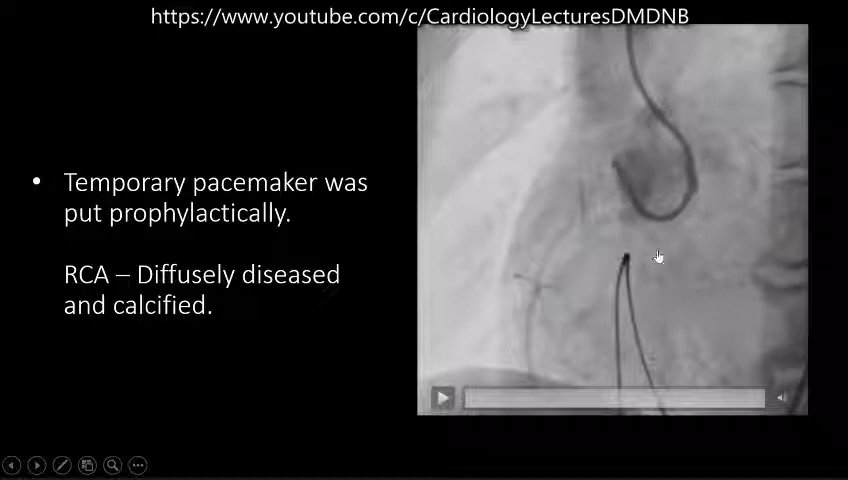 https://www.youtube.com/c/CardiologyLecturesDMDNB
• Temporary pacemaker was
put prophylactically.
RCA – Diffusely diseased
and calcified.